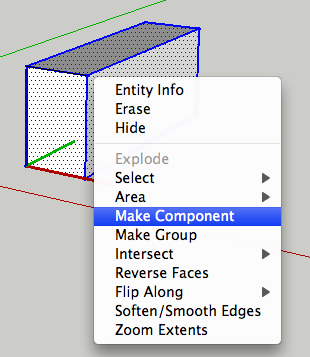 Entity Info
Erase
Hide
Explode
Select
Area
Make Component
Make Group
Intersect
Reverse Faces
Flip Along
Soften/Smooth Edges
Zoom Extents